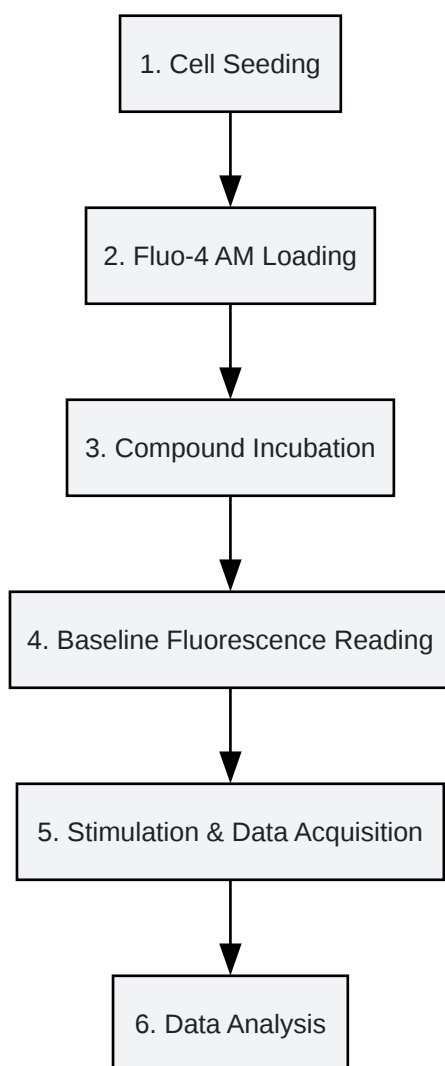 1. Cell Seeding
2. Fluo-4 AM Loading
3. Compound Incubation
4. Baseline Fluorescence Reading
5. Stimulation & Data Acquisition
6. Data Analysis